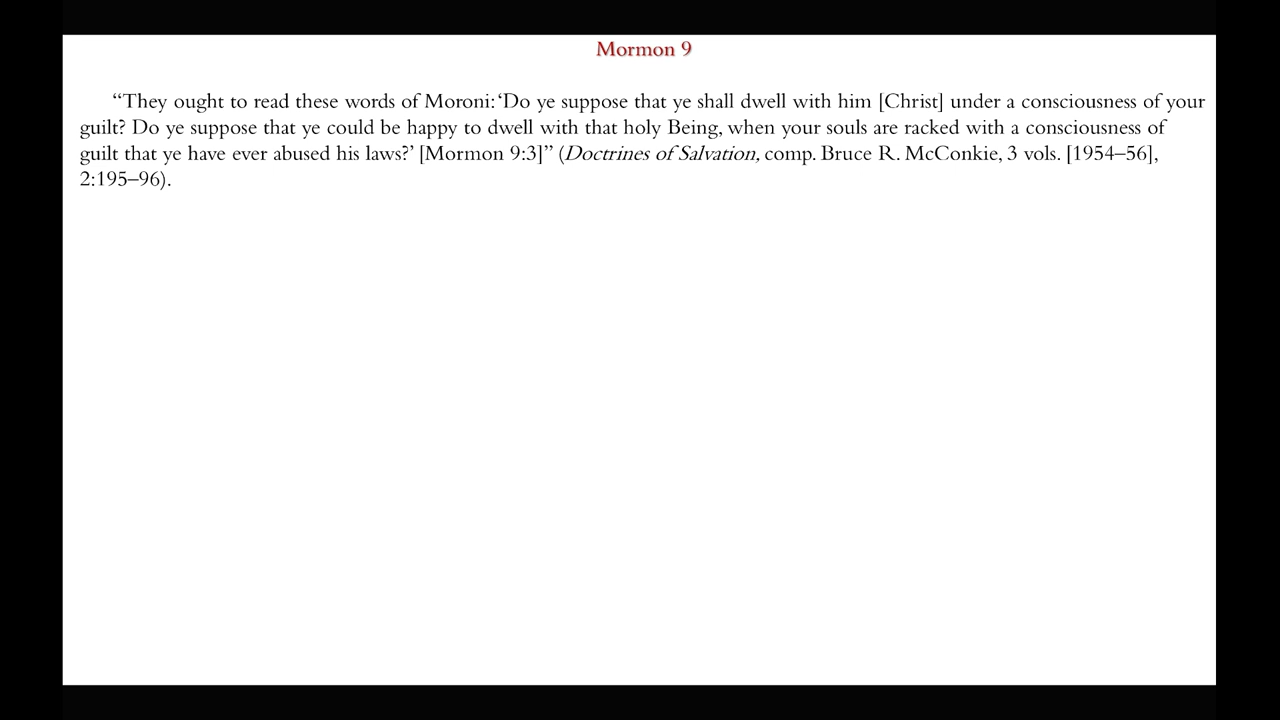 Mormon 9
“They ought to read these words of Moroni: ‘Do ye suppose that ye shall dwell with him [Christ] under a consciousness of your
guilt? Do ye suppose that ye could be happy to dwell with that holy Being, when your souls are racked with a consciousness of
guilt that ye have ever abused his laws?’ [Mormon 9:3]” (Doctrines of Salvation, comp. Bruce R. McConkie, 3 vols. [1954–56],
2:195–96).